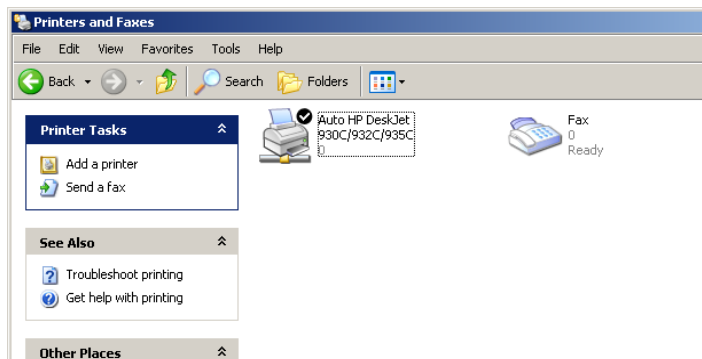 Printers and Faxes
File Edit View Favorites Tools Help
Back Search Folders
Printer Tasks
Add a printer
Send a fax
See Also
Troubleshoot printing
Get help with printing
Other Places
Auto HP DeskJet
930C/932C/935C
0
Fax
0
Ready